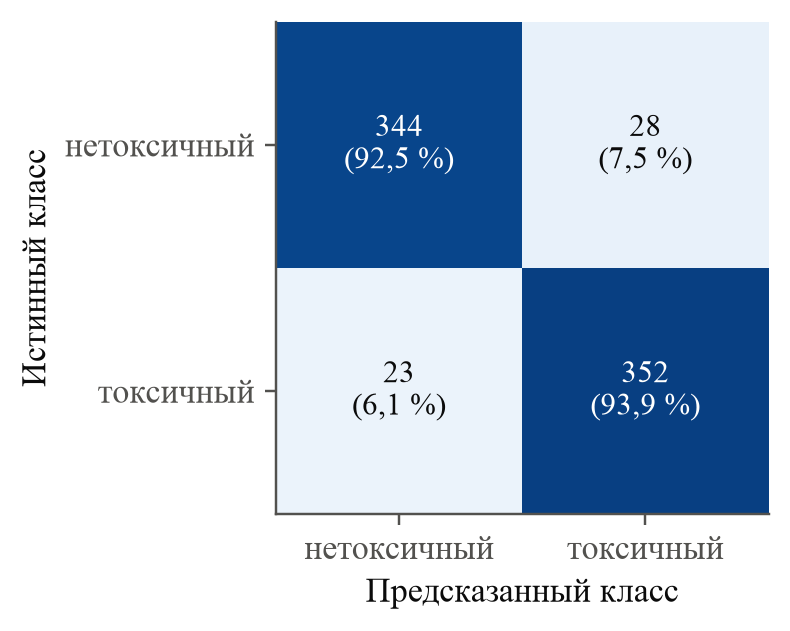 Истинный класс
нетоксичный
344
(92,5 %)
28
(7,5 %)
токсичный
23
(6,1 %)
352
(93,9 %)
нетоксичный
токсичный
Предсказанный класс